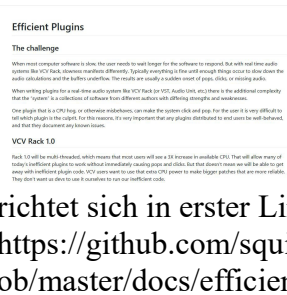 Efficient Plugins
The challenge
When most computer software is slow, the user needs to wait longer for the software to respond. But with real time audio
systems like VCV Rack, slowness manifests differently. Typically everything is fine until enough things occur to slow down the
audio calculations and the buffers underflow. The results are usually a sudden onset of pops, clicks, or missing audio.
When writing plugins for a real-time audio system like VCV Rack (or VST, Audio Unit, etc.) there is the additional complexity
that the "system" is a collections of software from different authors with differing strengths and weaknesses.
One plugin that is a CPU hog, or otherwise misbehaves, can make the system click and pop. For the user it is very difficult to
tell which plugin is the culprit. For this reasons, it's very important that any plugins distributed to end users be well-behaved,
and that they document any known issues.
VCV Rack 1.0
Rack 1.0 will be multi-threaded, which means that most users will see a 3X increase in available CPU. That will allow many of
today's inefficient plugins to work without immediately causing pops and clicks. But that doesn't mean we will be able to get
away with inefficient plugin code. VCV users want to use that extra CPU power to make bigger patches that are more reliable.
They don't want us devs to use it ourselves to run our inefficient code.
richtet sich in erster Li
https://github.com/squi
ob/master/docs/efficier